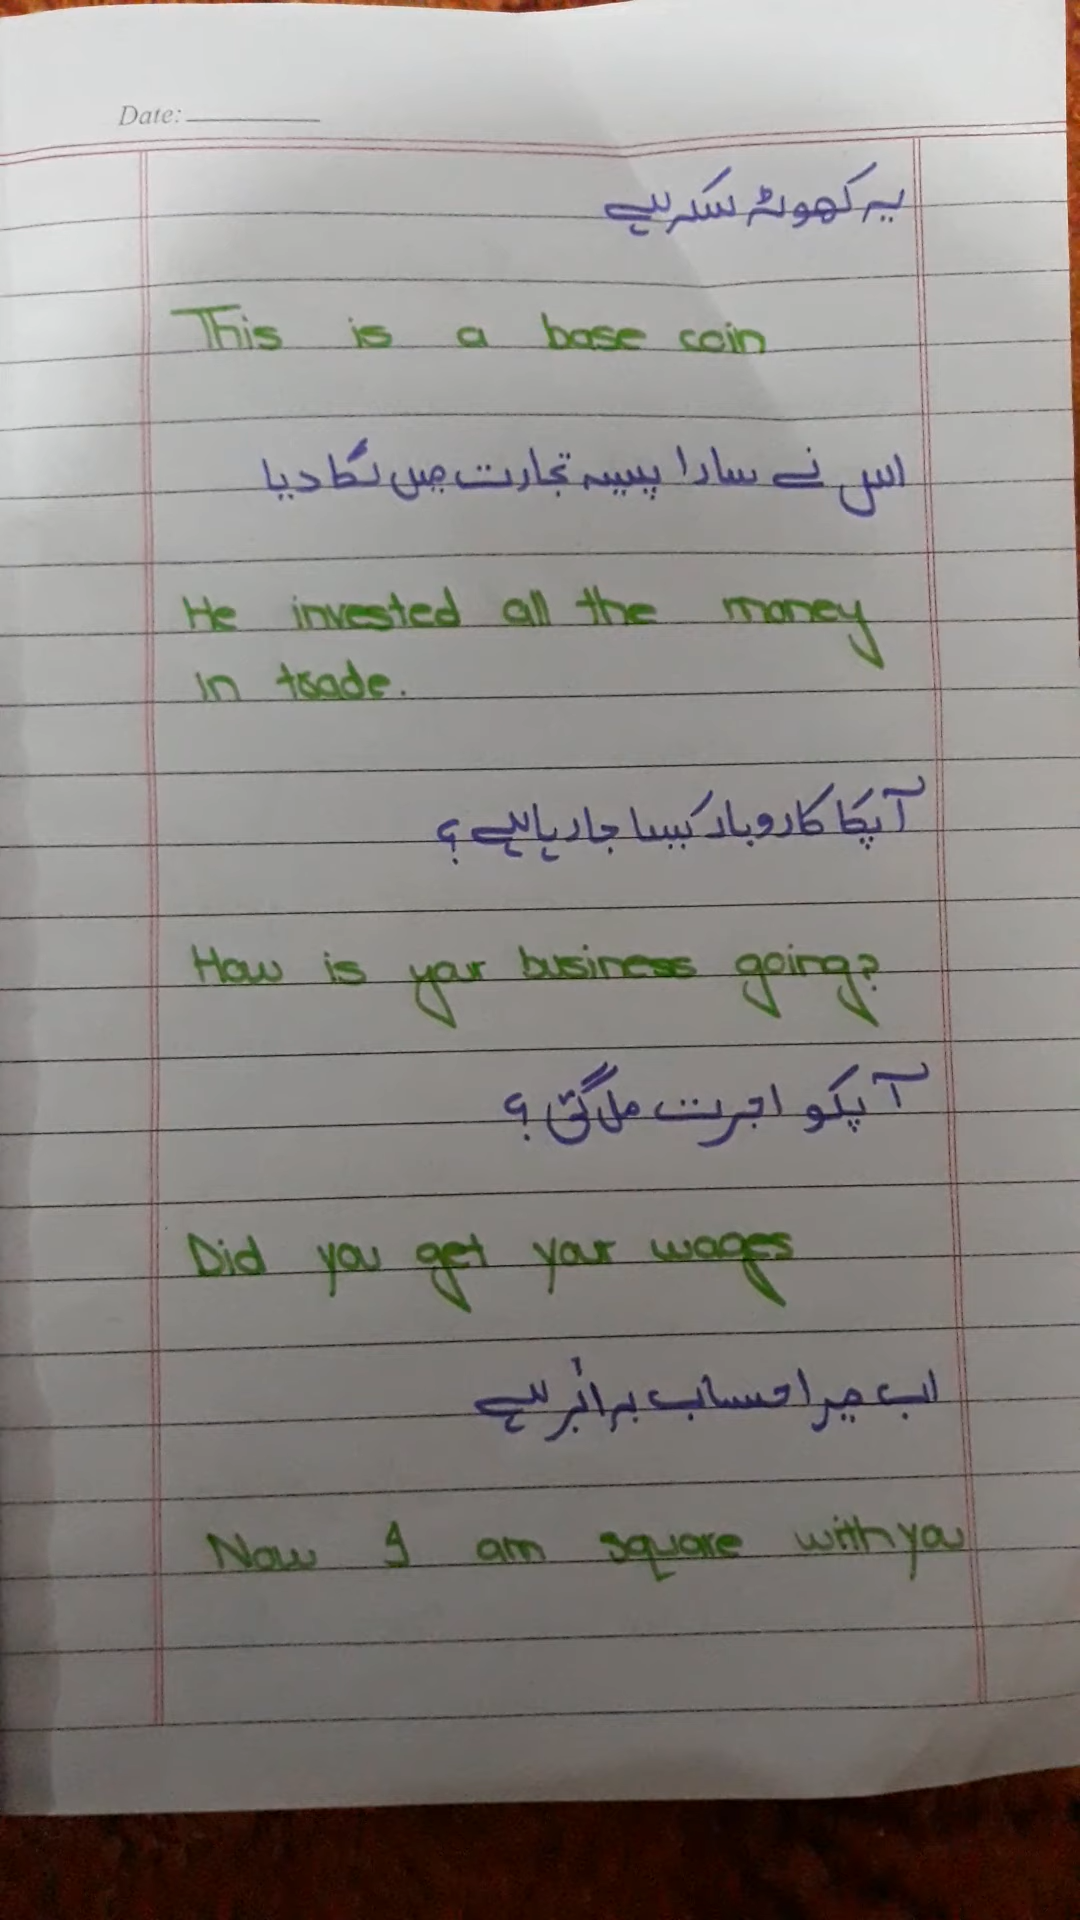 Date:
یہ کھوٹہ سکہ ہے
This is a base coin
اس نے سارا پیسہ تجارت میں لگا دیا
He invested all the money
in trade.
آپکا کاروبار کیسا جا رہا ہے؟
How is your business going?
آپکو اجرت مل گئی؟
Did you get your wages
اب میرا حساب برابر ہے
Now I am square with you